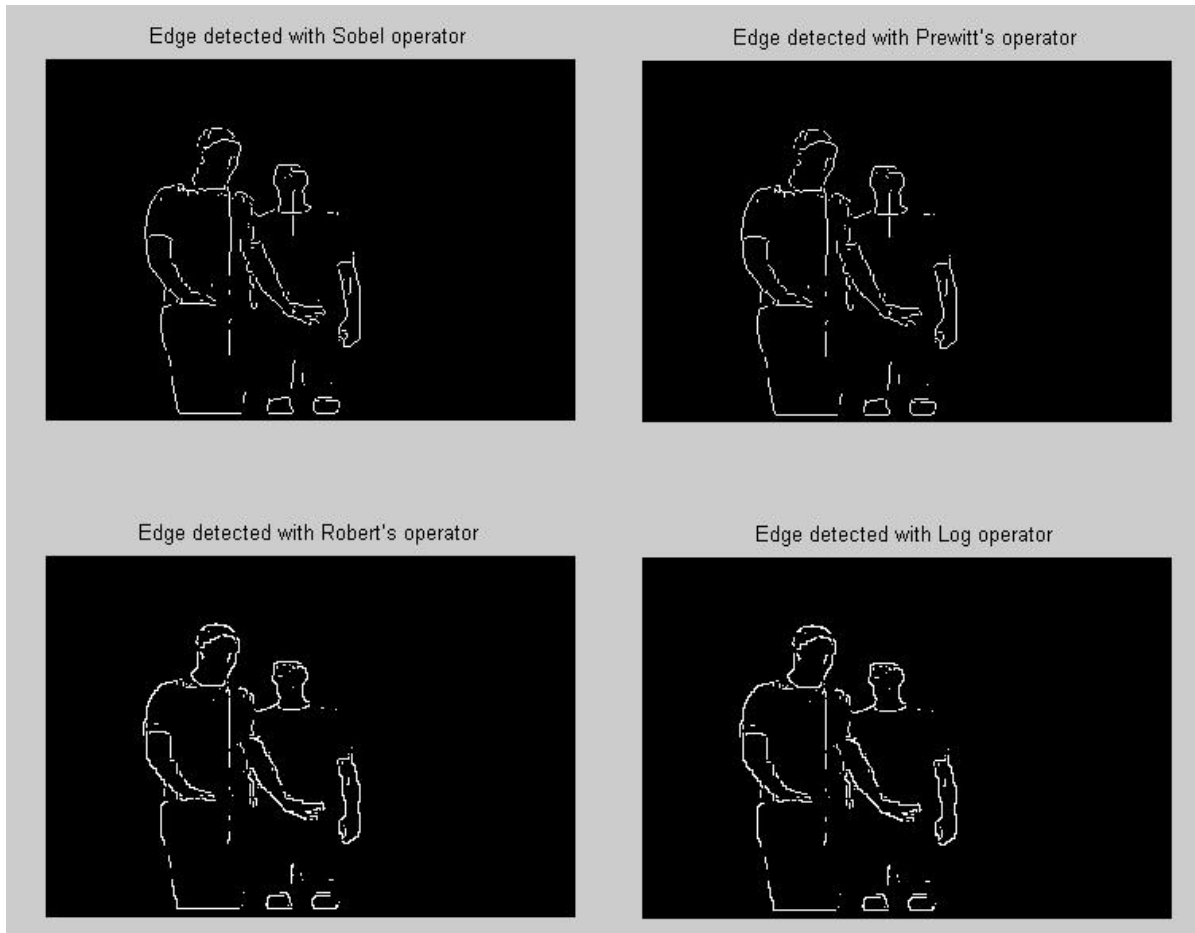 Edge detected with Sobel operator
Edge detected with Prewitt's operator
Edge detected with Robert's operator
Edge detected with Log operator